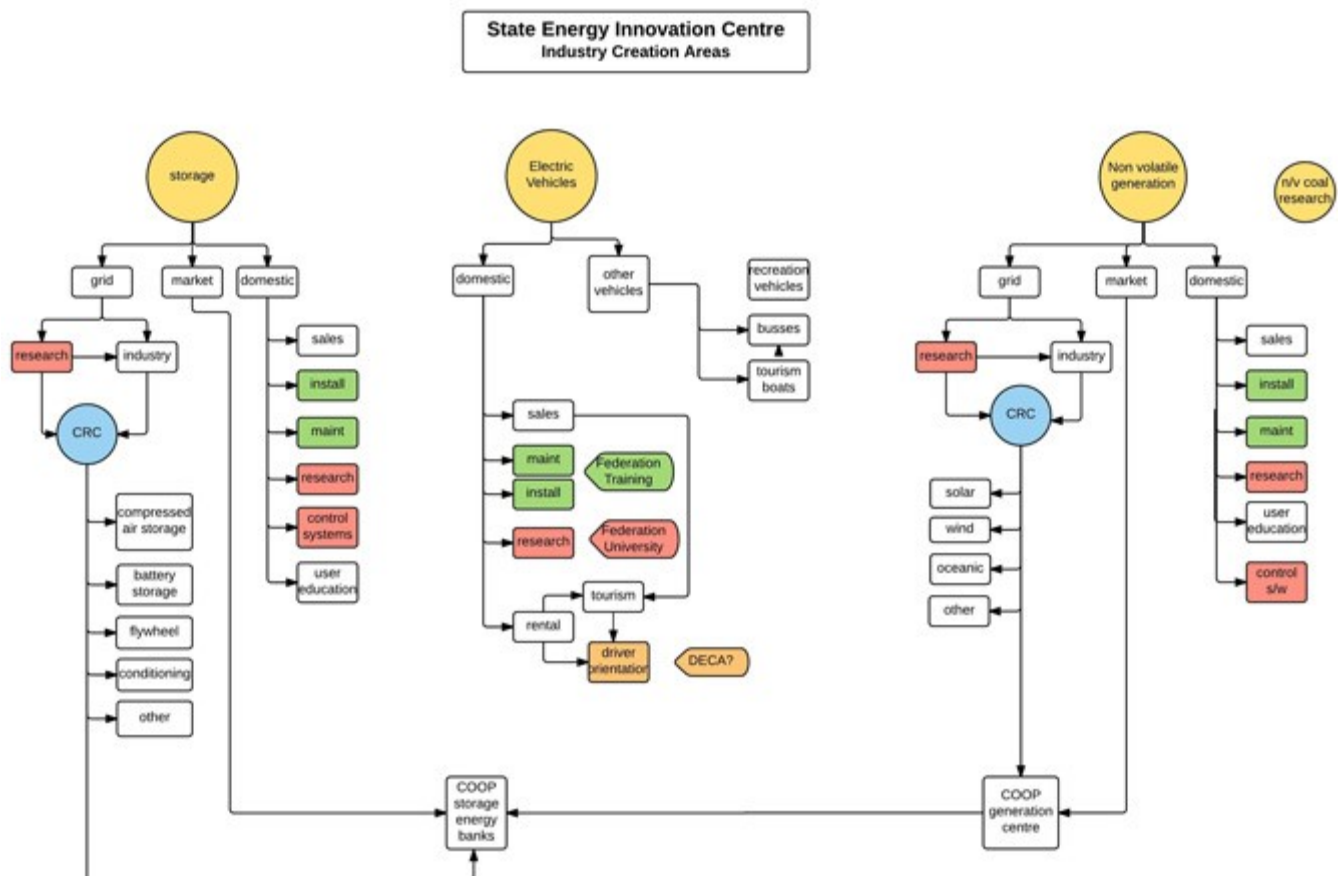 State Energy Innovation Centre
Industry Creation Areas
storage
Electric
Vehicles
Non volatile
generation
n/v coal
research
grid
market
domestic
domestic
other
vehicles
recreation
vehicles
grid
market
domestic
research
industry
sales
busses
research
industry
sales
install
tourism
boats
install
CRC
maint
sales
CRC
maint
research
maint
Federation
Training
install
solar
research
compressed
air storage
control
systems
research
Federation
University
wind
user
education
battery
storage
user
education
tourism
oceanic
control
s/w
flywheel
rental
other
conditioning
driver
orientation
DECA?
other
COOP
storage
energy
banks
COOP
generation
centre